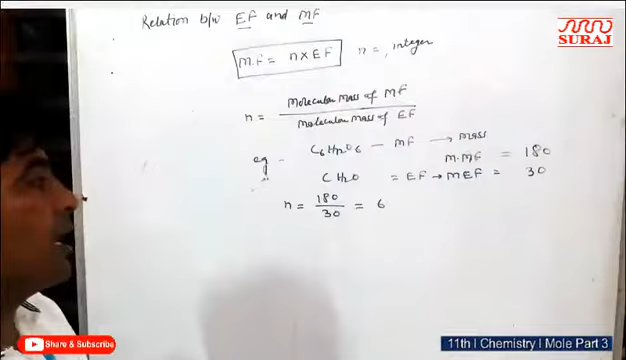 Relation b/w EF and MF
SURAJ
M.F = n × EF n = , integer
n = molecular mass of MF
molecular mass of EF
eg - C6H12O6 - MF → Mass
M.MF = 180
CH2O = EF → MEF = 30
n = 180
30
= 6
Share & Subscribe
11th | Chemistry | Mole Part 3